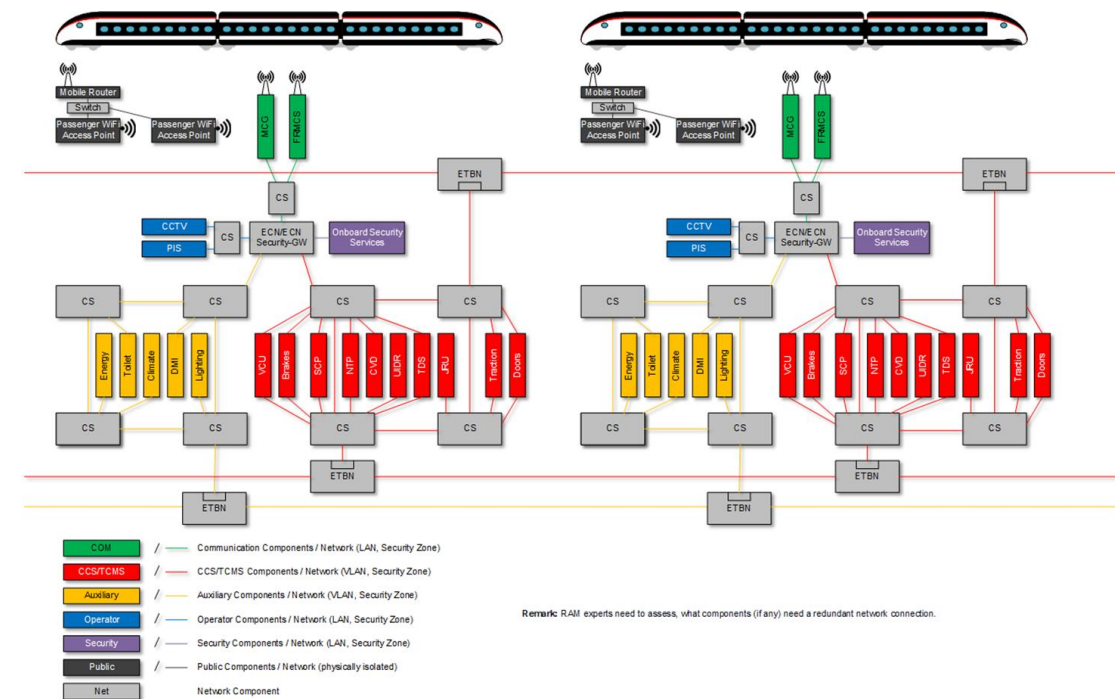 Mobile Router
Switch
Passenger WiFi
Access Point
Passenger WiFi
Access Point
MCG
FRMCS
ETBN
CS
CCTV
PIS
CS
ECN/ECN
Security-GW
Onboard Security
Services
CS
CS
CS
CS
Energy
Toilet
Climate
DMI
Lighting
VCU
Brakes
SCP
NTP
CVD
UIDR
TDS
JRU
Traction
Doors
CS
CS
CS
CS
ETBN
ETBN
Mobile Router
Switch
Passenger WiFi
Access Point
Passenger WiFi
Access Point
MCG
FRMCS
ETBN
CS
CCTV
PIS
CS
ECN/ECN
Security-GW
Onboard Security
Services
CS
CS
CS
CS
Energy
Toilet
Climate
DMI
Lighting
VCU
Brakes
SCP
NTP
CVD
UIDR
TDS
JRU
Traction
Doors
CS
CS
CS
CS
ETBN
ETBN
COM / Communication Components / Network (LAN, Security Zone)
CCS/TCMS / CCS/TCMS Components / Network (VLAN, Security Zone)
Auxiliary / Auxiliary Components / Network (VLAN, Security Zone)
Operator / Operator Components / Network (LAN, Security Zone)
Security / Security Components / Network (LAN, Security Zone)
Public / Public Components / Network (physically isolated)
Net Network Component
Remark: RAM experts need to assess, what components (if any) need a redundant network connection.